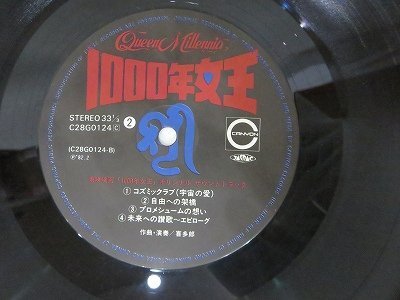 Queen Millennia
1000年女王
STEREO 33 1/3
C28G0124 C
2
CANYON
(C28G0124-B)
℗'82.2
① コズミックラブ(宇宙の愛)
② 自由への架橋
③ プロメシュームの想い
④ 未来への讃歌〜エピローグ
作曲・演奏/喜多郎